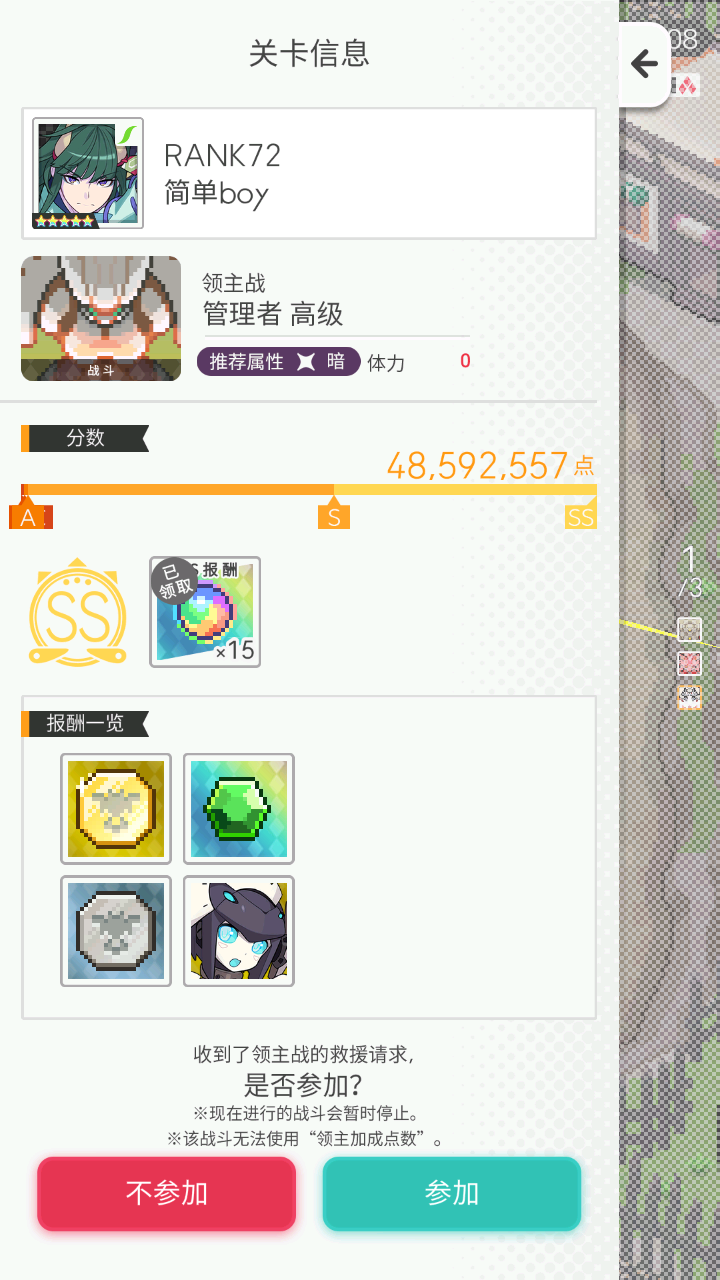 关卡信息
08
RANK72
简单boy
领主战
管理者 高级
战斗
推荐属性 暗 体力 0
分数
48,592,557点
A S SS
SS
已领取
S报酬
×15
1
/3
报酬一览
收到了领主战的救援请求,
是否参加?
※现在进行的战斗会暂时停止。
※该战斗无法使用“领主加成点数”。
不参加 参加